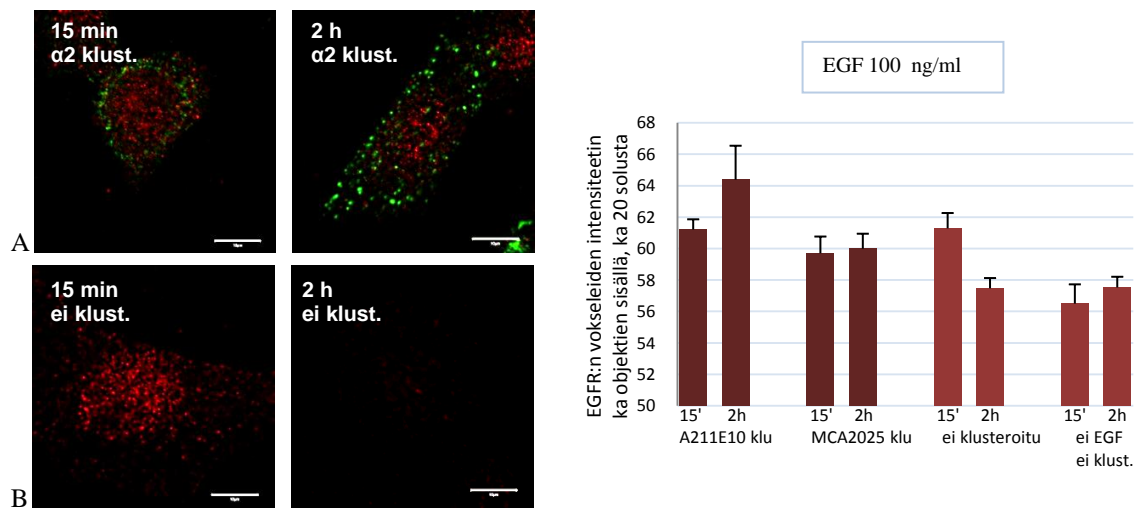 15 min
α2 klust.
2 h
α2 klust.
A
15 min
ei klust.
2 h
ei klust.
B
EGF 100 ng/ml
EGFR:n vokseleiden intensiteetin
ka objektien sisällä, ka 20 solusta
68
66
64
62
60
58
56
54
52
50
15' 2h 15' 2h 15' 2h 15' 2h
A211E10 klu MCA2025 klu ei klusteroitu ei EGF
ei klust.